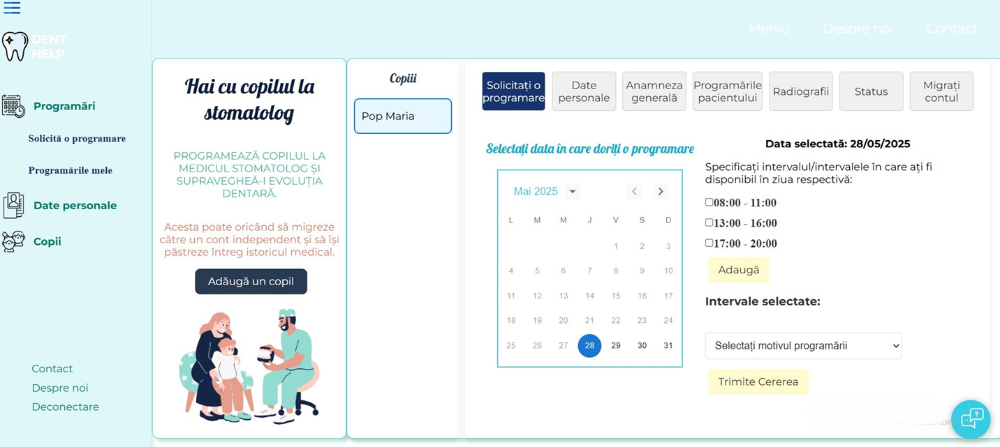 DENT
HELP
Programări
Solicită o programare
Programările mele
Date personale
Copii
Contact
Despre noi
Deconectare
Meniu Despre noi Contact
Hai cu copilul la
stomatolog
PROGRAMEAZĂ COPILUL LA
MEDICUL STOMATOLOG ȘI
SUPRAVEGHEĂ-I EVOLUȚIA
DENTARĂ.
Acesta poate oricând să migreze
către un cont independent și să își
păstreze întreg istoricul medical.
Adăugă un copil
Copiii
Pop Maria
Solicitați o
programare
Date
personale
Anamneza
generală
Programările
pacientului
Radiografii
Status
Migrați
contul
Selectați data în care doriți o programare
Mai 2025
L M M J V S D
1 2 3
4 5 6 7 8 9 10
11 12 13 14 15 16 17
18 19 20 21 22 23 24
25 26 27 28 29 30 31
Data selectată: 28/05/2025
Specificați intervalul/intervalele în care ați fi
disponibil în ziua respectivă:
08:00 - 11:00
13:00 - 16:00
17:00 - 20:00
Adaugă
Intervale selectate:
Selectați motivul programării
Trimite Cererea